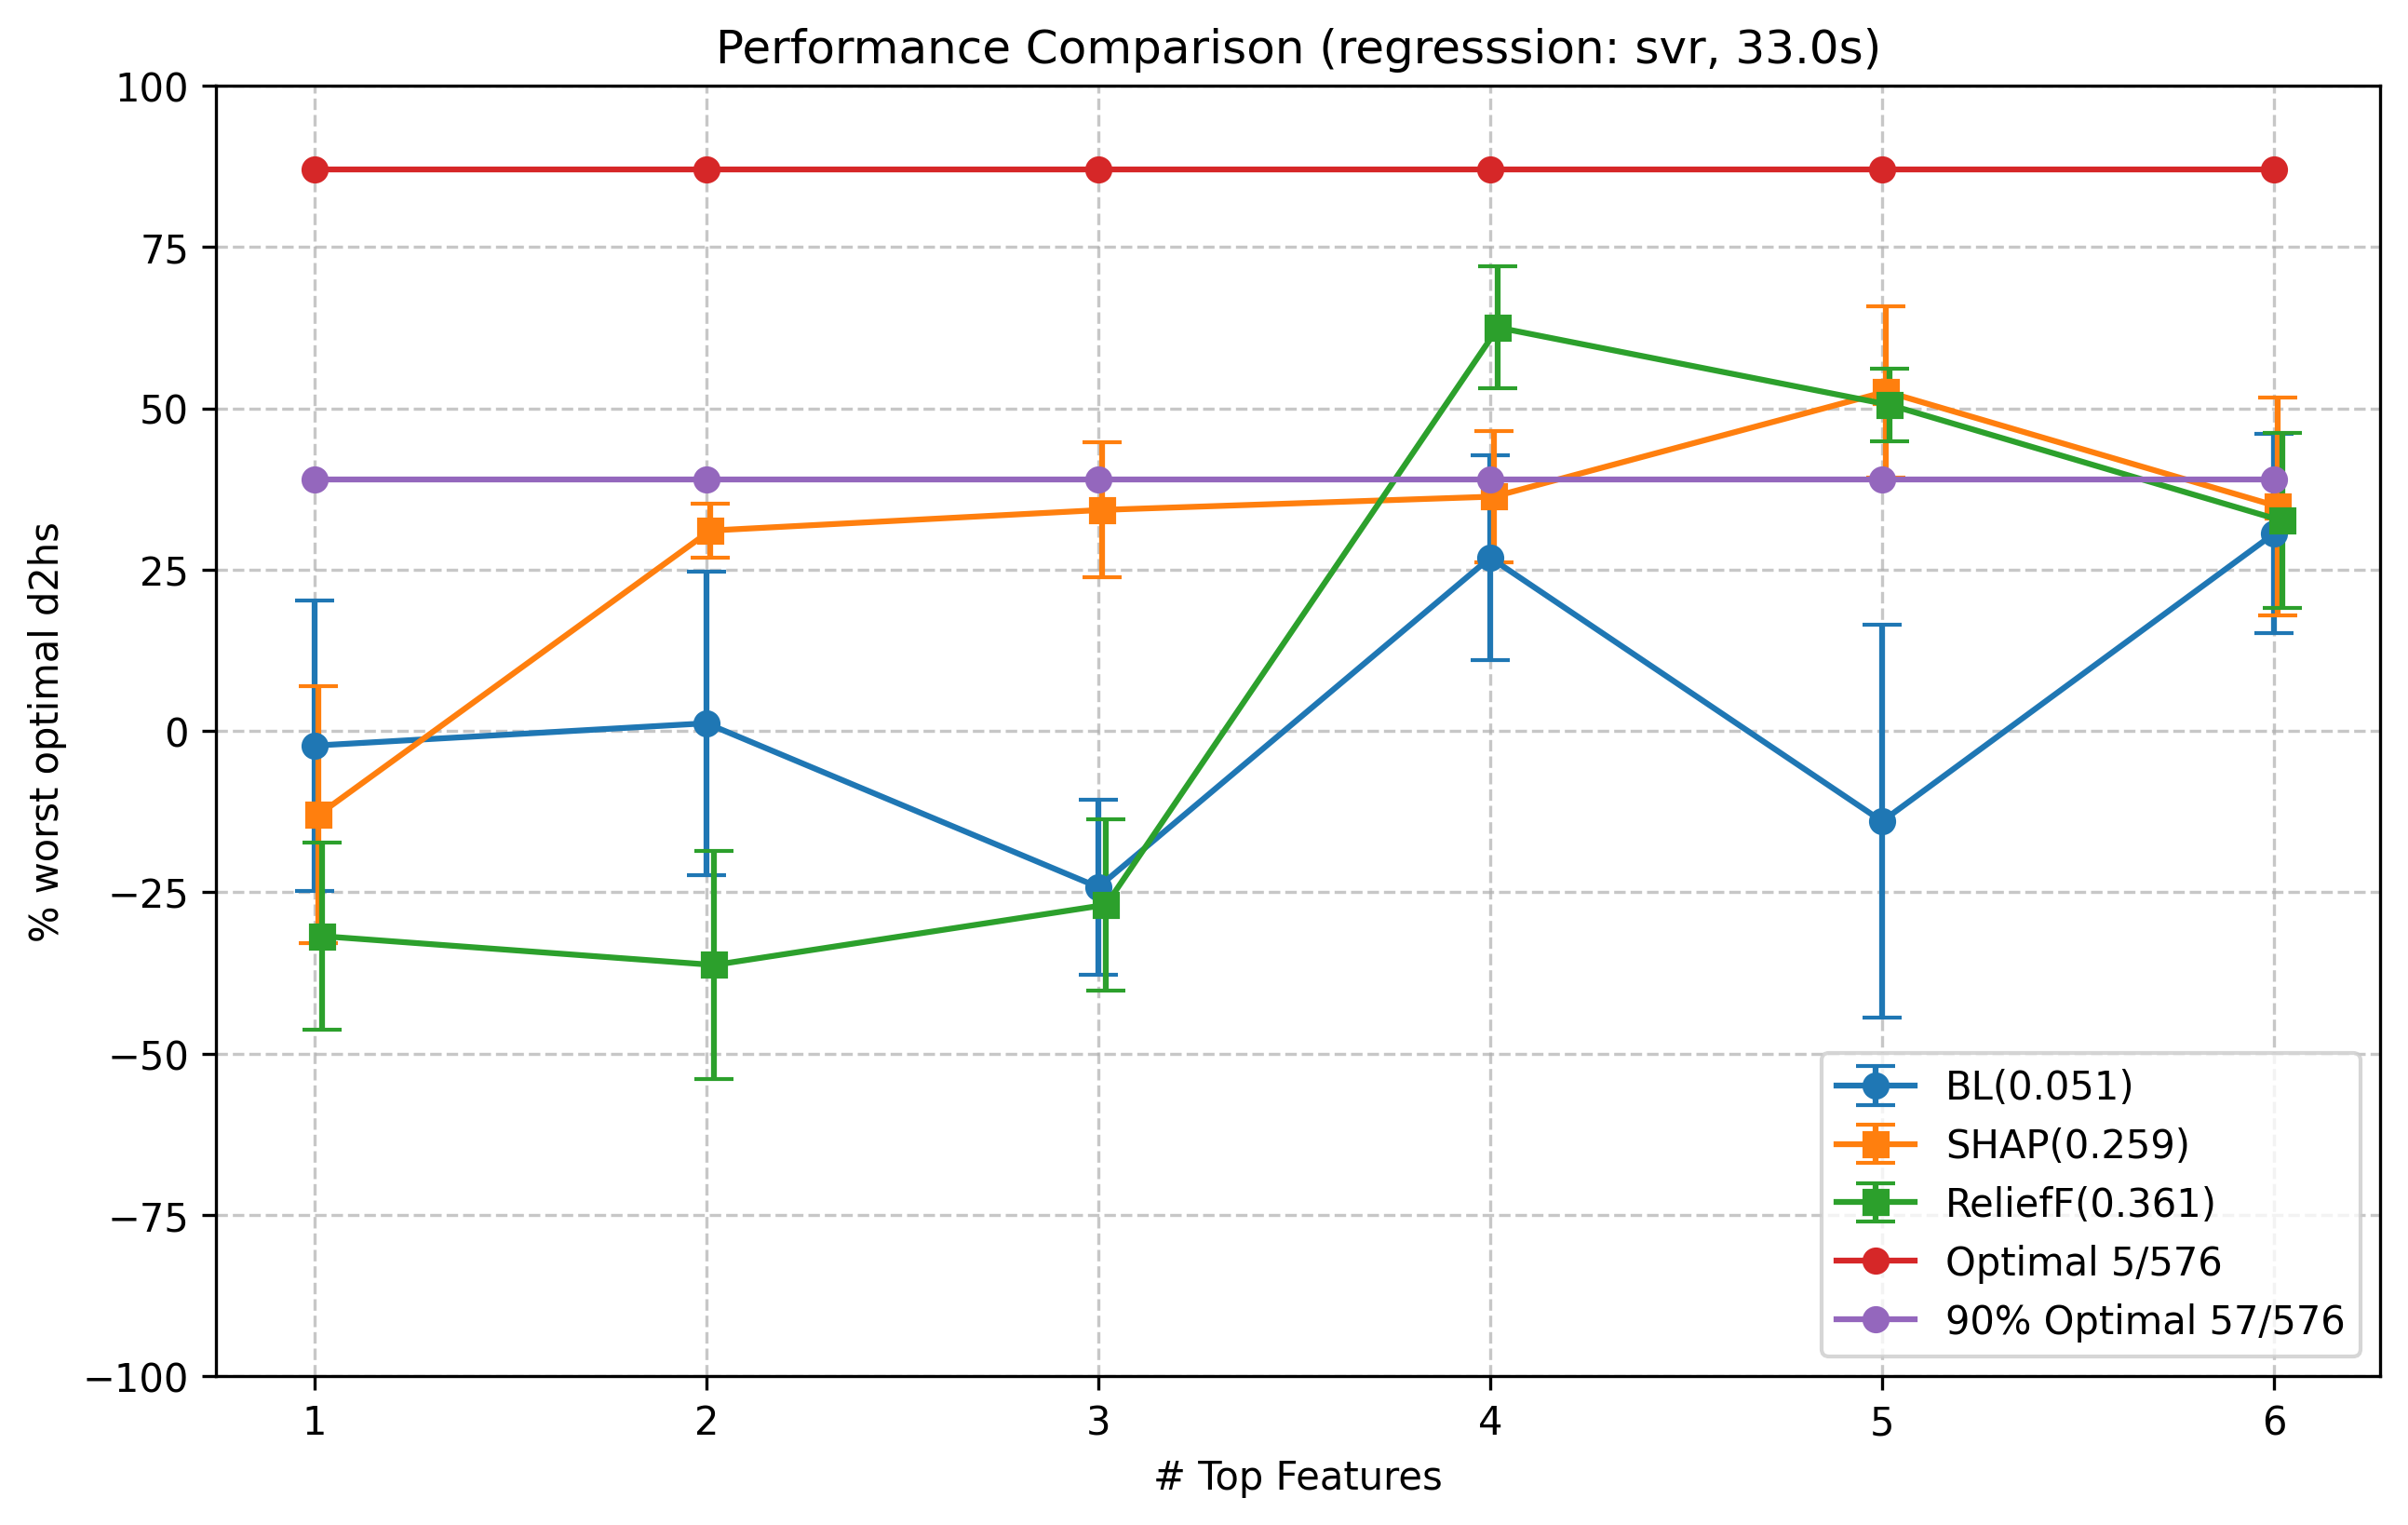 Performance Comparison (regresssion: svr, 33.0s)
% worst optimal d2hs
100
75
50
25
0
−25
−50
−75
−100
1 2 3 4 5 6
# Top Features
BL(0.051)
SHAP(0.259)
ReliefF(0.361)
Optimal 5/576
90% Optimal 57/576